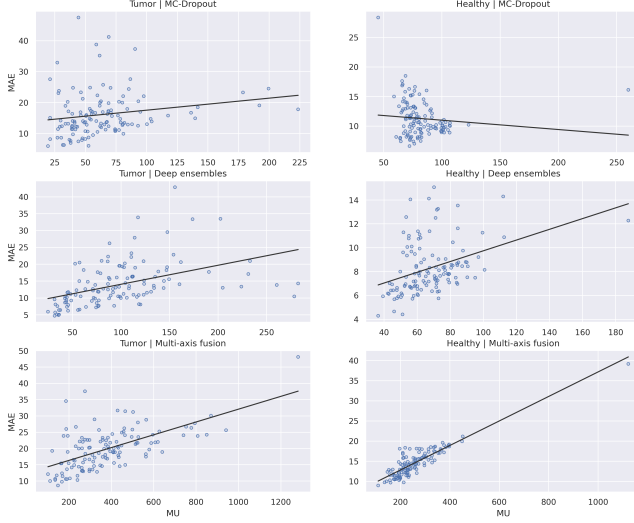 Tumor | MC-Dropout
Healthy | MC-Dropout
MAE
40
30
20
10
25 50 75 100 125 150 175 200 225
25
20
15
10
50 100 150 200 250
Tumor | Deep ensembles
Healthy | Deep ensembles
MAE
40
35
30
25
20
15
10
5
50 100 150 200 250
14
12
10
8
6
4
40 60 80 100 120 140 160 180
Tumor | Multi-axis fusion
Healthy | Multi-axis fusion
MAE
50
45
40
35
30
25
20
15
10
200 400 600 800 1000 1200
MU
40
35
30
25
20
15
10
200 400 600 800 1000
MU